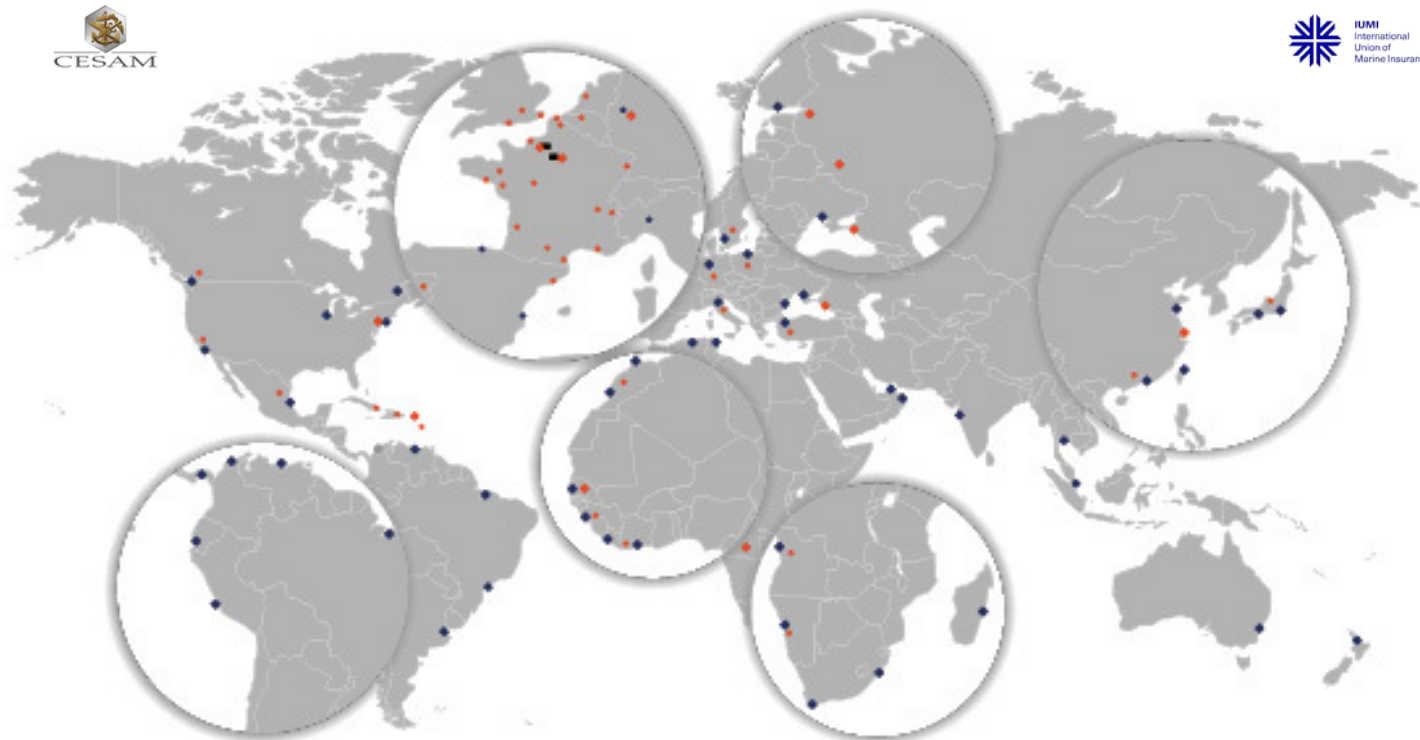 CESAM
IUMI
International
Union of
Marine Insuran